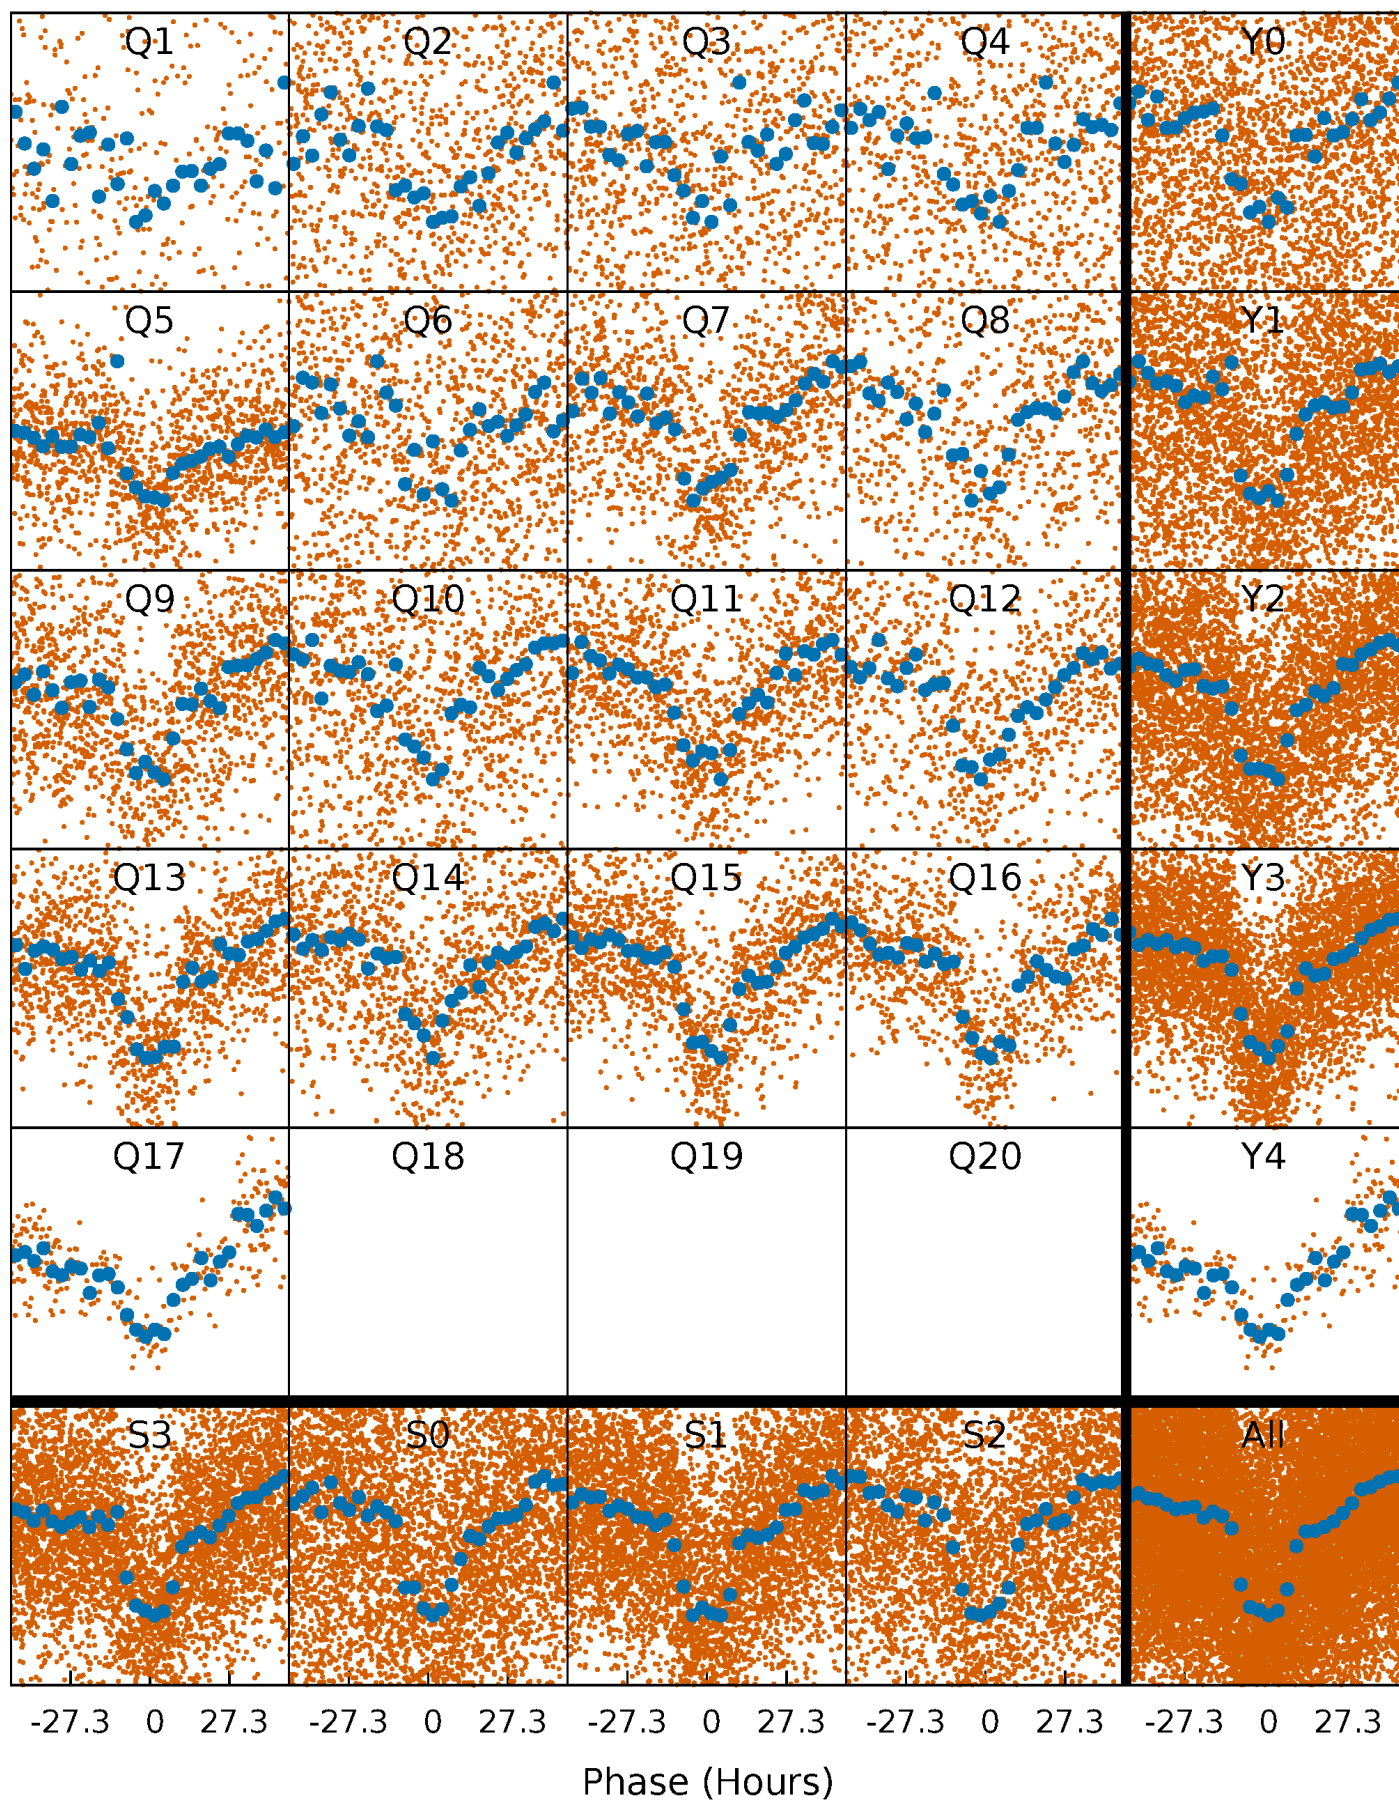 Q1 Q2 Q3 Q4 Y0
Q5 Q6 Q7 Q8 Y1
Q9 Q10 Q11 Q12 Y2
Q13 Q14 Q15 Q16 Y3
Q17 Q18 Q19 Q20 Y4
S3 S0 S1 S2 All
-27.3 0 27.3 -27.3 0 27.3 -27.3 0 27.3 -27.3 0 27.3 -27.3 0 27.3
Phase (Hours)